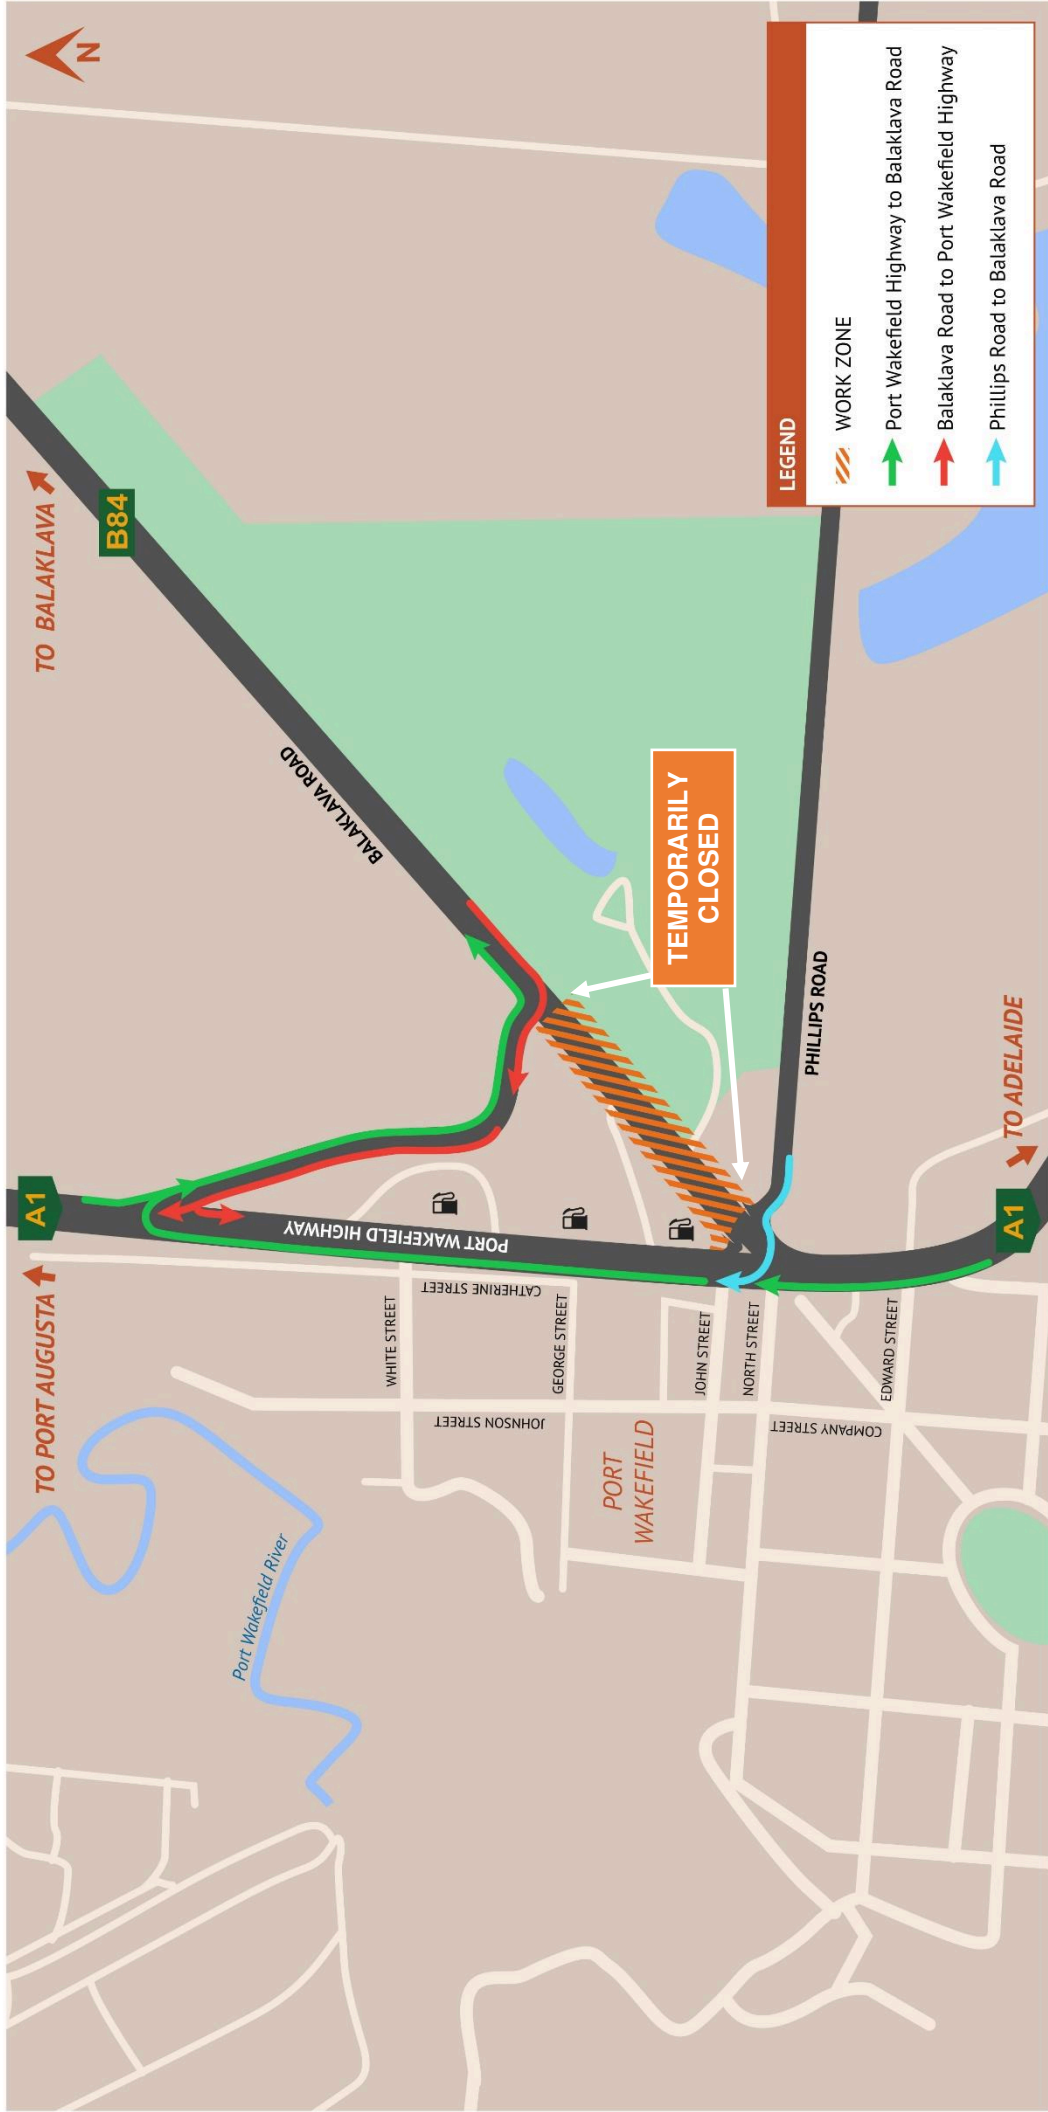 N
TO BALAKLAVA
B84
BALAKLAVA ROAD
A1
TO PORT AUGUSTA
PORT WAKEFIELD HIGHWAY
CATHERINE STREET
WHITE STREET
GEORGE STREET
JOHN STREET
NORTH STREET
EDWARD STREET
JOHNSON STREET
COMPANY STREET
PORT
WAKEFIELD
Port Wakefield River
TEMPORARILY
CLOSED
PHILLIPS ROAD
TO ADELAIDE
A1
LEGEND
WORK ZONE
Port Wakefield Highway to Balaklava Road
Balaklava Road to Port Wakefield Highway
Phillips Road to Balaklava Road